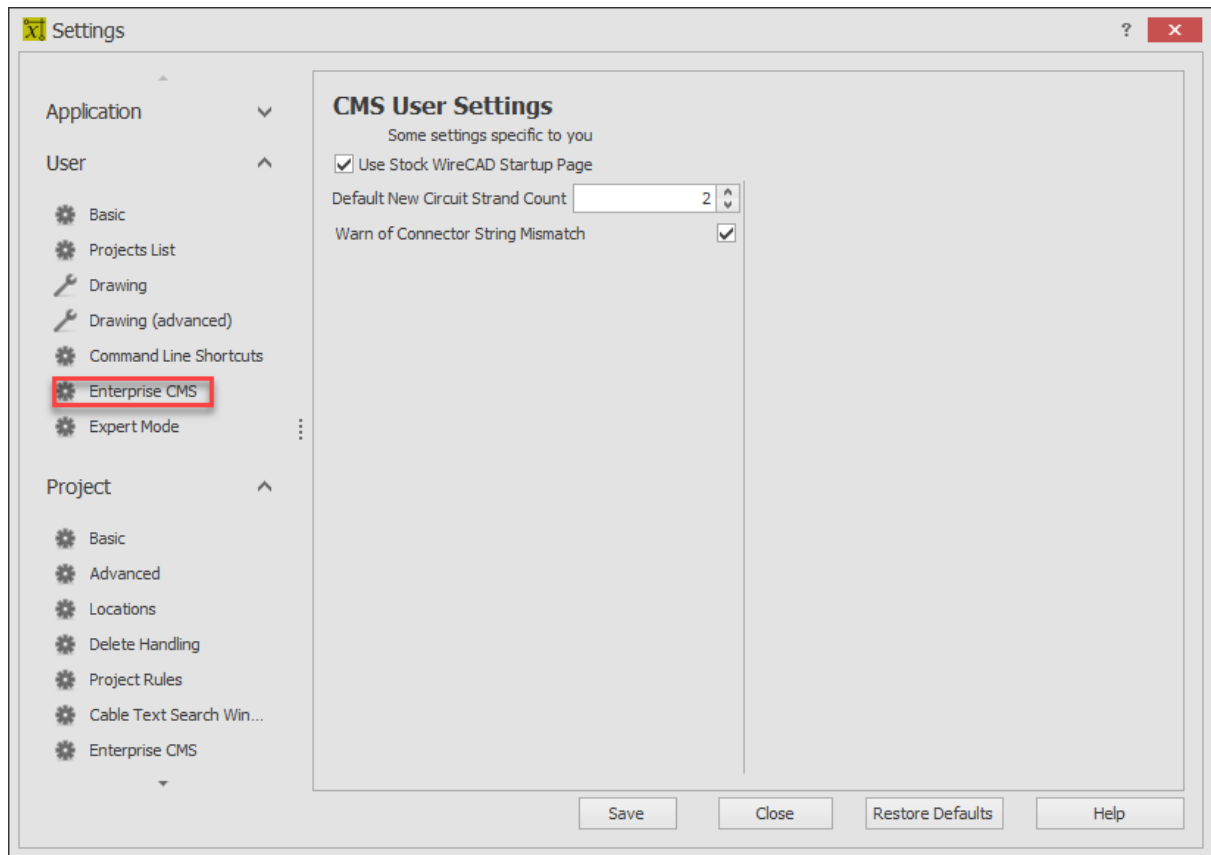 Settings
?
Application
User
Basic
Projects List
Drawing
Drawing (advanced)
Command Line Shortcuts
Enterprise CMS
Expert Mode
Project
Basic
Advanced
Locations
Delete Handling
Project Rules
Cable Text Search Win...
Enterprise CMS
CMS User Settings
Some settings specific to you
Use Stock WireCAD Startup Page
Default New Circuit Strand Count 2
Warn of Connector String Mismatch
Save Close Restore Defaults Help